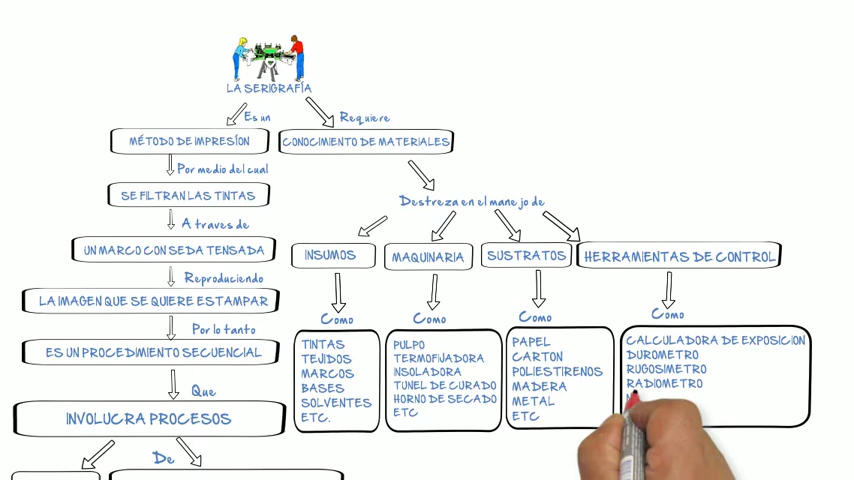 LA SERIGRAFÍA
Es un
Requiere
MÉTODO DE IMPRESÍON
CONOCIMIENTO DE MATERIALES
Por medio del cual
SE FILTRAN LAS TINTAS
Destreza en el manejo de
A traves de
UN MARCO CON SEDA TENSADA
INSUMOS
MAQUINARIA
SUSTRATOS
HERRAMIENTAS DE CONTROL
Reproduciendo
LA IMAGEN QUE SE QUIERE ESTAMPAR
Como
Como
Como
Como
Por lo tanto
ES UN PROCEDIMIENTO SECUENCIAL
TINTAS
TEJIDOS
MARCOS
BASES
SOLVENTES
ETC.
PULPO
TERMOFIJADORA
INSOLADORA
TUNEL DE CURADO
HORNO DE SECADO
ETC
PAPEL
CARTON
POLIESTIRENOS
MADERA
METAL
ETC
CALCULADORA DE EXPOSICION
DUROMETRO
RUGOSIMETRO
RADIOMETRO
Que
INVOLUCRA PROCESOS
De